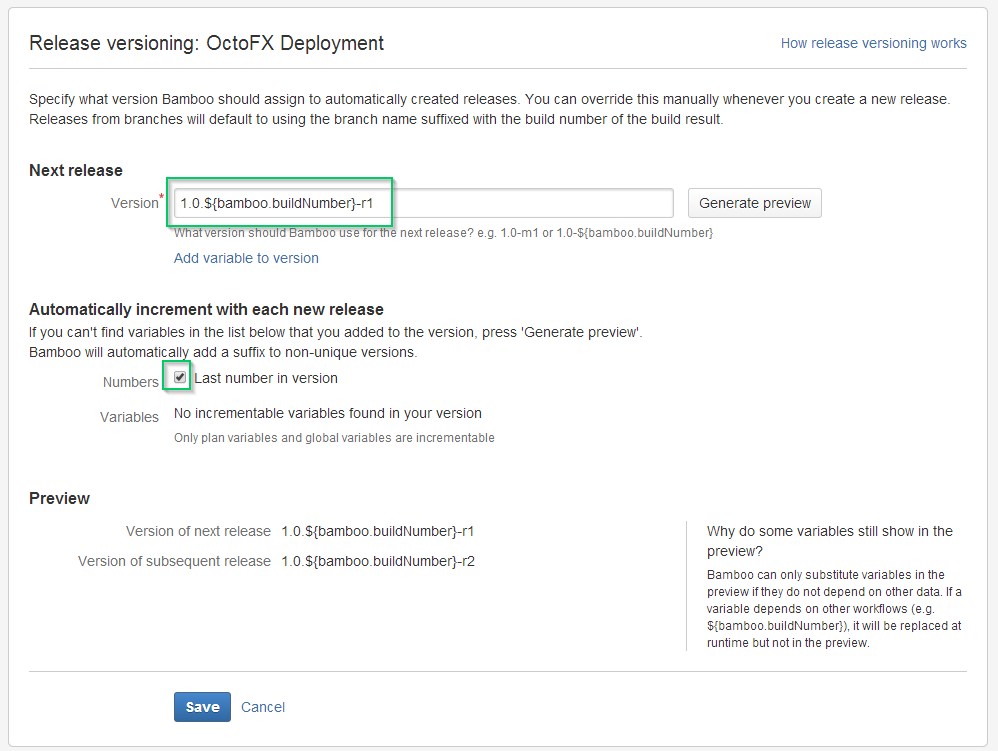 Release versioning: OctoFX Deployment
How release versioning works
Specify what version Bamboo should assign to automatically created releases. You can override this manually whenever you create a new release.
Releases from branches will default to using the branch name suffixed with the build number of the build result.
Next release
Version* 1.0.${bamboo.buildNumber}-r1 Generate preview
What version should Bamboo use for the next release? e.g. 1.0-m1 or 1.0-${bamboo.buildNumber}
Add variable to version
Automatically increment with each new release
If you can't find variables in the list below that you added to the version, press 'Generate preview'.
Bamboo will automatically add a suffix to non-unique versions.
Numbers Last number in version
Variables No incrementable variables found in your version
Only plan variables and global variables are incrementable
Preview
Version of next release 1.0.${bamboo.buildNumber}-r1
Version of subsequent release 1.0.${bamboo.buildNumber}-r2
Why do some variables still show in the
preview?
Bamboo can only substitute variables in the
preview if they do not depend on other data. If a
variable depends on other workflows (e.g.
${bamboo.buildNumber}), it will be replaced at
runtime but not in the preview.
Save Cancel